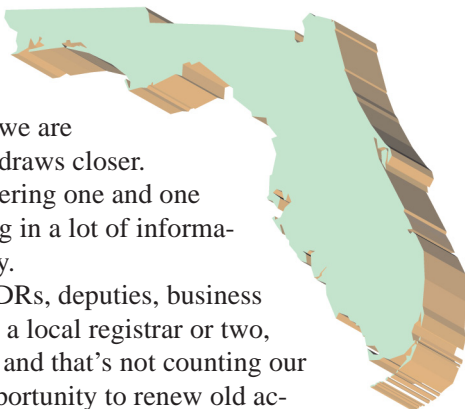 we are
draws closer.
ering one and one
g in a lot of informa-
y.
DRs, deputies, business
a local registrar or two,
and that's not counting our
portunity to renew old ac-